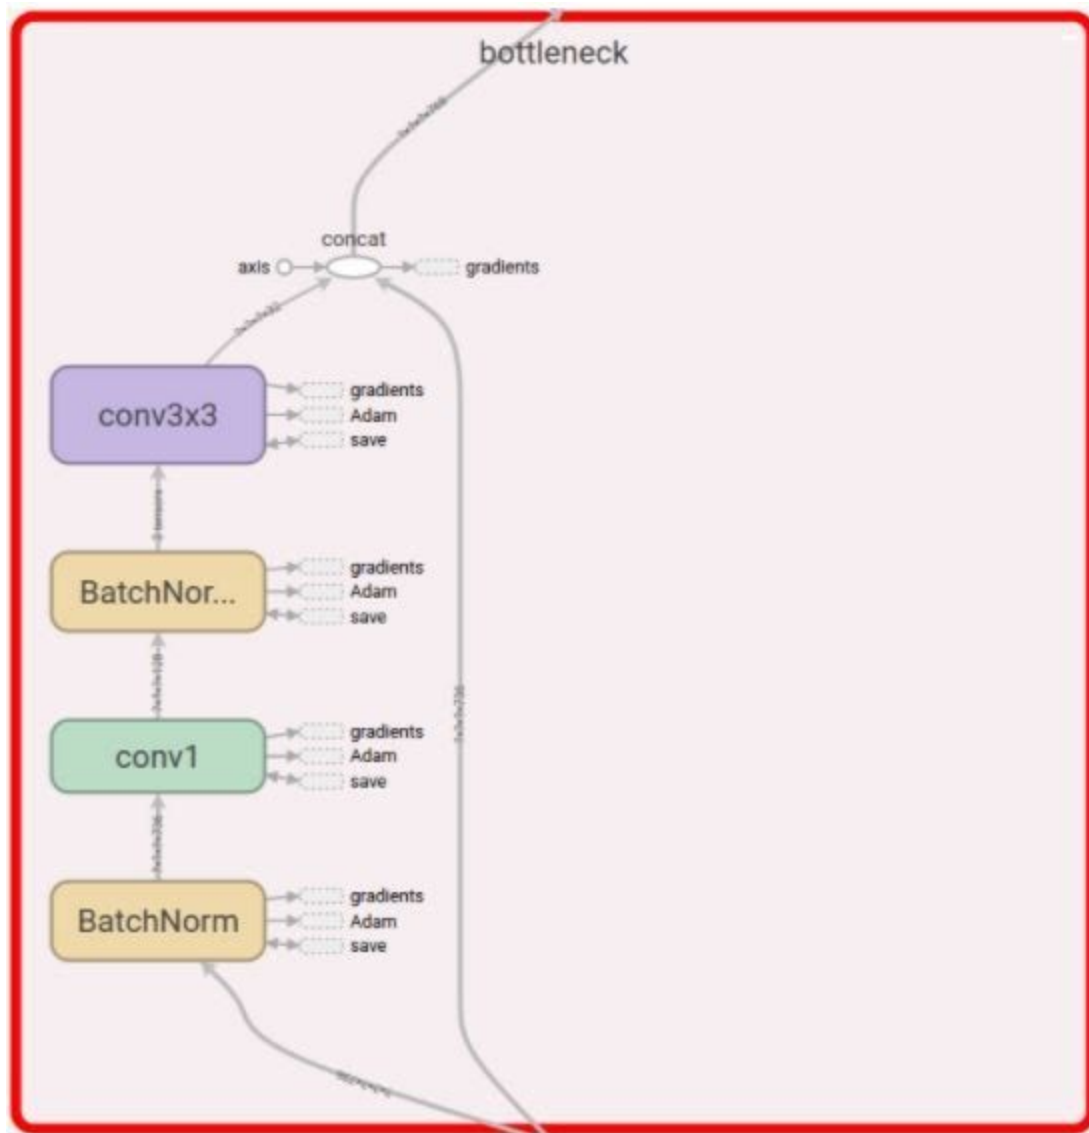 bottleneck
concat
axis
gradients
conv3x3
gradients
Adam
save
BatchNor...
gradients
Adam
save
conv1
gradients
Adam
save
BatchNorm
gradients
Adam
save